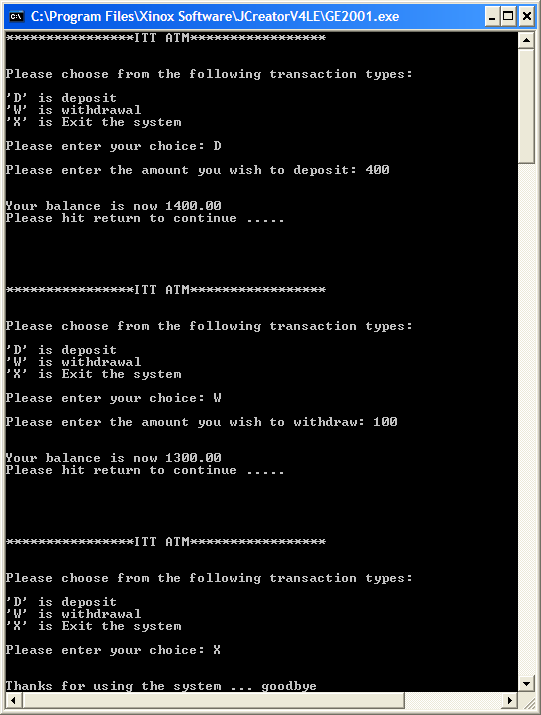 C:\Program Files\Xinox Software\JCreatorV4LE\GE2001.exe
****************ITT ATM*****************
Please choose from the following transaction types:
'D' is deposit
'W' is withdrawal
'X' is Exit the system
Please enter your choice: D
Please enter the amount you wish to deposit: 400
Your balance is now 1400.00
Please hit return to continue .....
****************ITT ATM*****************
Please choose from the following transaction types:
'D' is deposit
'W' is withdrawal
'X' is Exit the system
Please enter your choice: W
Please enter the amount you wish to withdraw: 100
Your balance is now 1300.00
Please hit return to continue .....
****************ITT ATM*****************
Please choose from the following transaction types:
'D' is deposit
'W' is withdrawal
'X' is Exit the system
Please enter your choice: X
Thanks for using the system ... goodbye